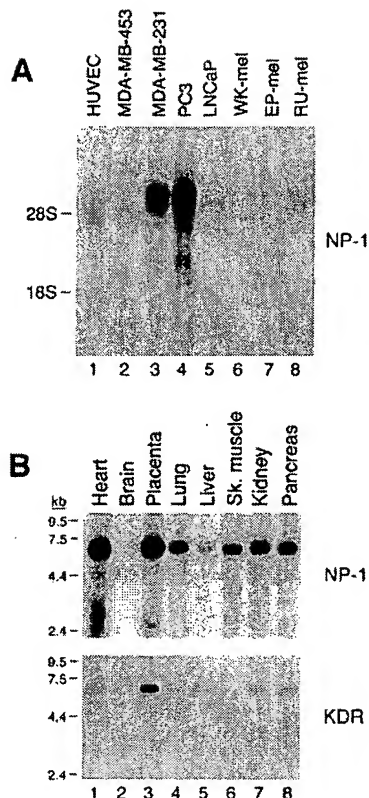 A
HUVEC
MDA-MB-453
MDA-MB-231
PC3
LNCaP
WK-mel
EP-mel
RU-mel
28S
NP-1
18S
1 2 3 4 5 6 7 8
B
Heart
Brain
Placenta
Lung
Liver
Sk. muscle
Kidney
Pancreas
kb
9.5
7.5
4.4
2.4
NP-1
9.5
7.5
4.4
2.4
KDR
1 2 3 4 5 6 7 8